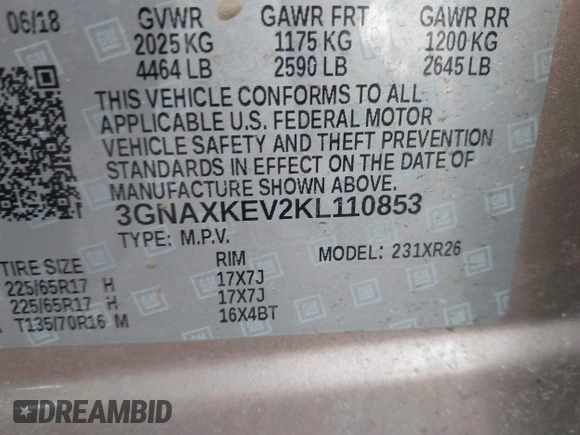 06/18 GVWR GAWR FRT GAWR RR
2025 KG 1175 KG 1200 KG
4464 LB 2590 LB 2645 LB
THIS VEHICLE CONFORMS TO ALL
APPLICABLE U.S. FEDERAL MOTOR
VEHICLE SAFETY AND THEFT PREVENTION
STANDARDS IN EFFECT ON THE DATE OF
MANUFACTURE SHOWN ABOVE.
3GNAXKEV2KL110853
TYPE: M.P.V. MODEL: 231XR26
TIRE SIZE RIM
225/65R17 H 17X7J
225/65R17 H 17X7J
T135/70R16 M 16X4BT
GM
DREAMBID